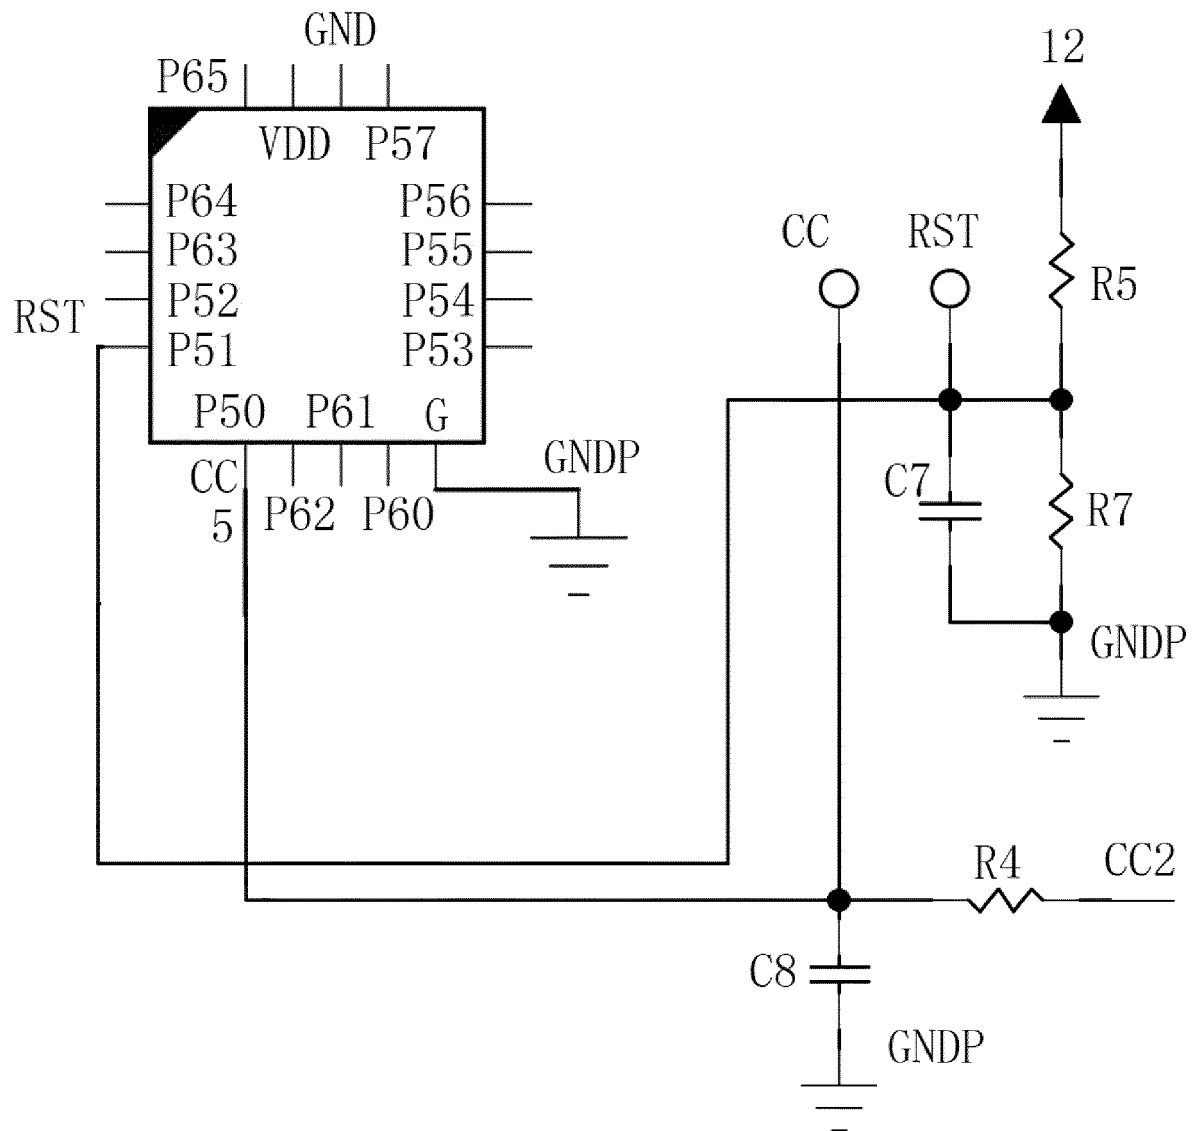 GND
12
P65
VDD P57
P64 P56
CC RST
P63 P55
R5
P52 P54
RST
P51 P53
P50 P61 G
GNDP
CC
C7
5
P62 P60
R7
GNDP
R4 CC2
C8
GNDP